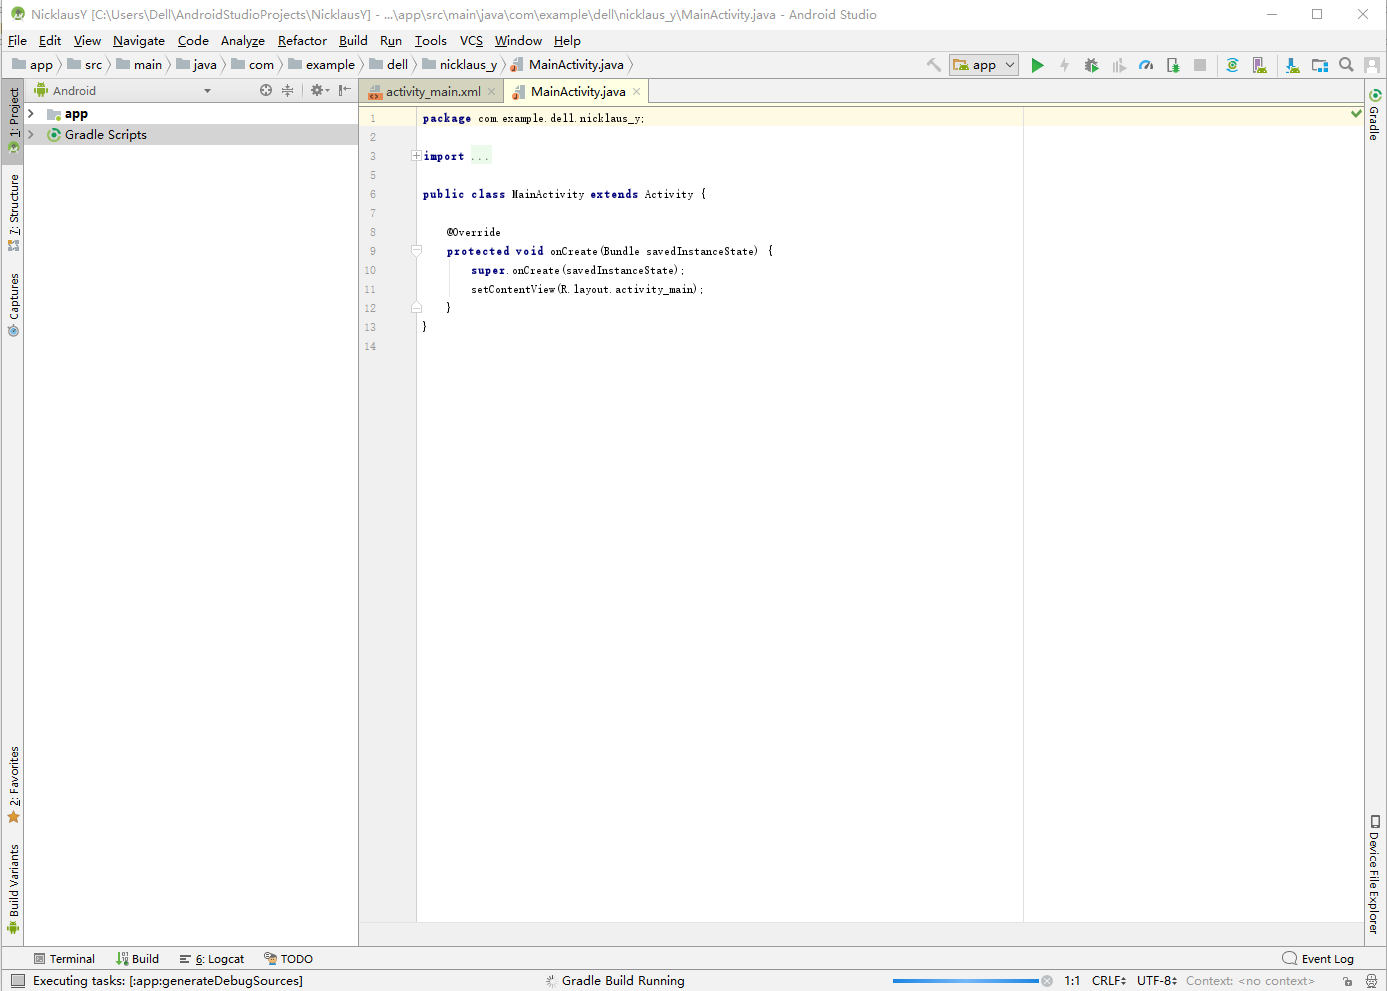 NicklausY [C:\Users\Dell\AndroidStudioProjects\NicklausY] - ...\app\src\main\java\com\example\dell\nicklaus_y\MainActivity.java - Android Studio
File Edit View Navigate Code Analyze Refactor Build Run Tools VCS Window Help
app src main java com example dell nicklaus_y MainActivity.java app
1: Project
7: Structure
Captures
2: Favorites
Build Variants
Android
app
Gradle Scripts
activity_main.xml MainActivity.java
1 package com.example.dell.nicklaus_y;
2
3 import ...
5
6 public class MainActivity extends Activity {
7
8 @Override
9 protected void onCreate(Bundle savedInstanceState) {
10 super.onCreate(savedInstanceState);
11 setContentView(R.layout.activity_main);
12 }
13 }
14
Gradle
Device File Explorer
Terminal Build 6: Logcat TODO Event Log
Executing tasks: [:app:generateDebugSources] Gradle Build Running 1:1 CRLF UTF-8 Context: <no context>